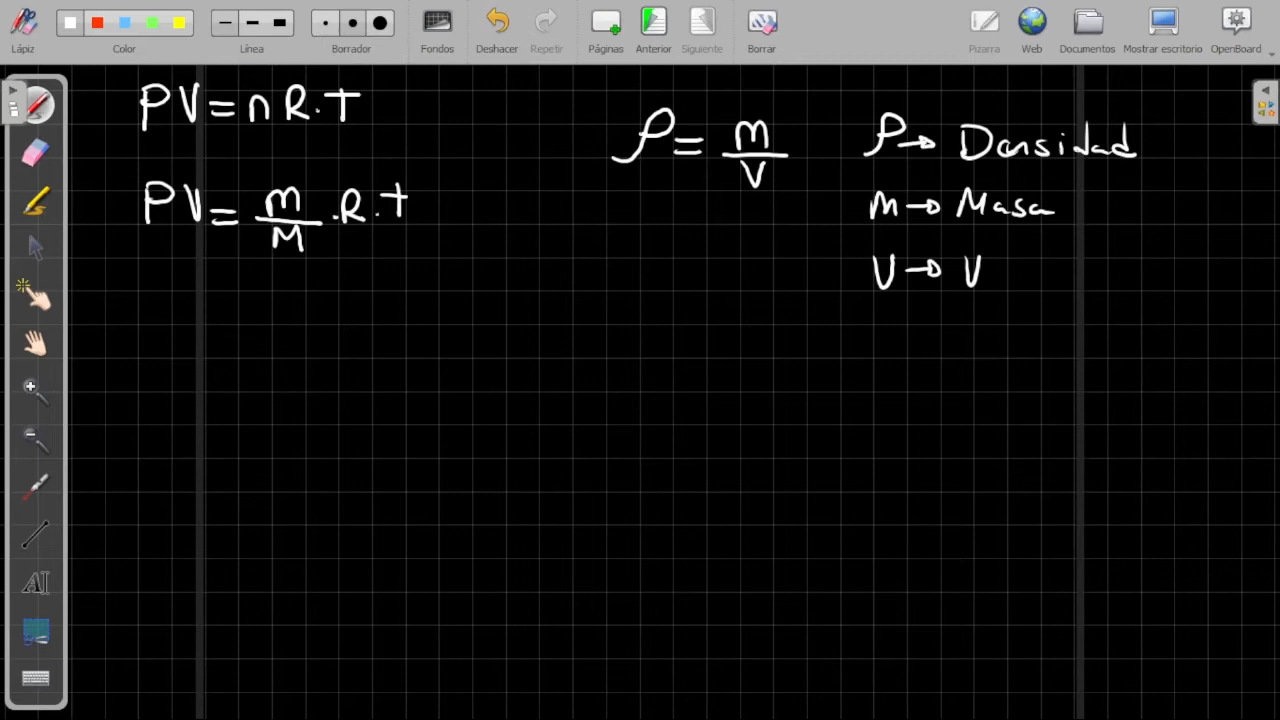 Lápiz Color Línea Borrador Fondos Deshacer Repetir Páginas Anterior Siguiente Borrar Pizarra Web Documentos Mostrar escritorio OpenBoard
PV = n R . T
PV = m/M . R . T
ρ = m/V
ρ → Densidad
m → Masa
V → V
AI